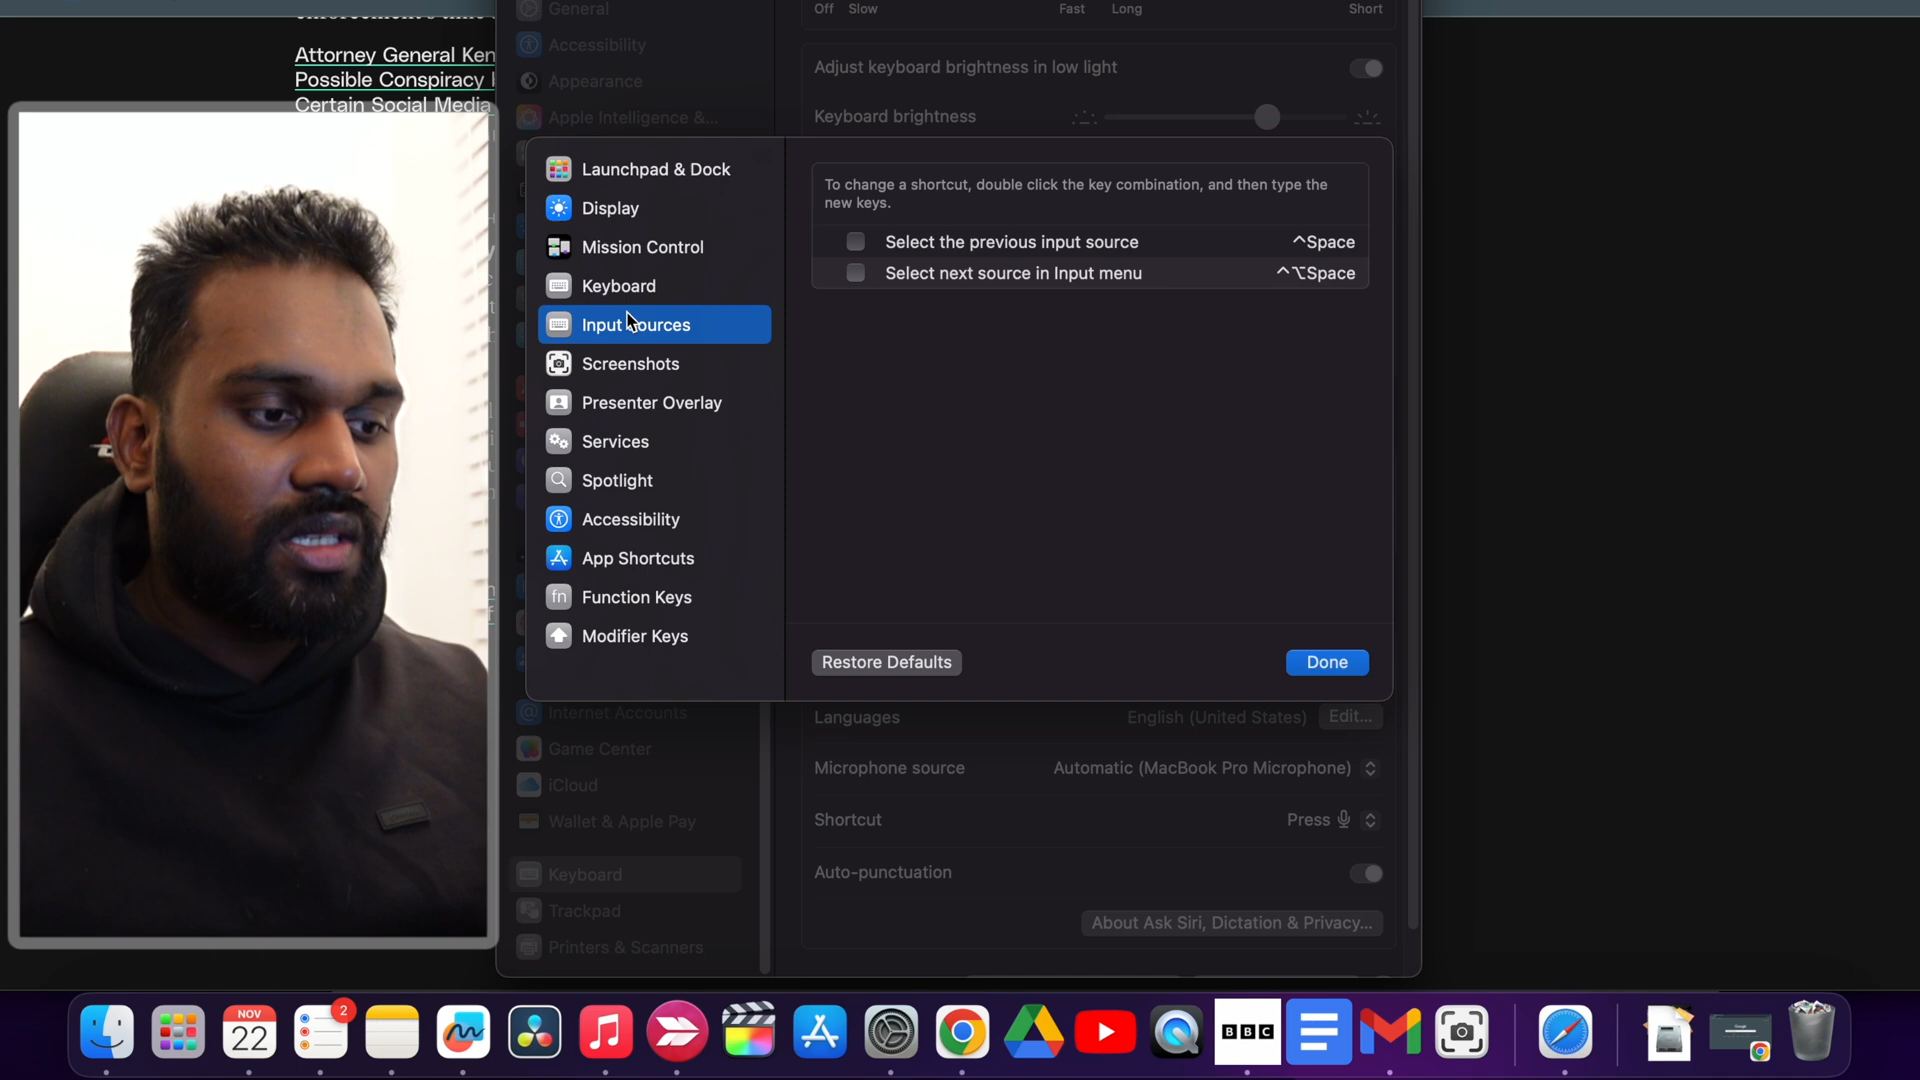 General
Off Slow Fast Long Short
Attorney General Ken
Possible Conspiracy
Certain Social Media
Accessibility
Appearance
Apple Intelligence &...
Adjust keyboard brightness in low light
Keyboard brightness
Launchpad & Dock
Display
Mission Control
Keyboard
Input Sources
Screenshots
Presenter Overlay
Services
Spotlight
Accessibility
App Shortcuts
fn Function Keys
Modifier Keys
To change a shortcut, double click the key combination, and then type the
new keys.
Select the previous input source ^Space
Select next source in Input menu ^⌥Space
Restore Defaults Done
Internet Accounts
Game Center
iCloud
Wallet & Apple Pay
Keyboard
Trackpad
Printers & Scanners
Languages English (United States) Edit...
Microphone source Automatic (MacBook Pro Microphone)
Shortcut Press
Auto-punctuation
About Ask Siri, Dictation & Privacy...
NOV
22
2
BBC